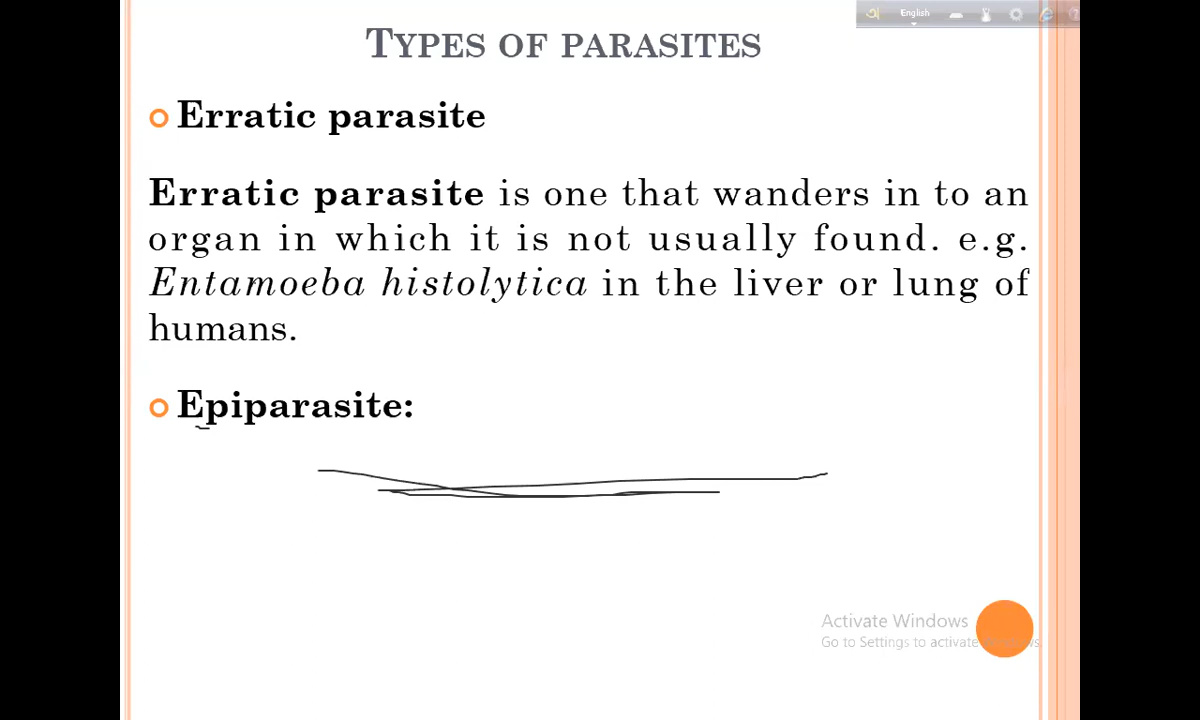 English
TYPES OF PARASITES
Erratic parasite
Erratic parasite is one that wanders in to an
organ in which it is not usually found. e.g.
Entamoeba histolytica in the liver or lung of
humans.
Epiparasite:
Activate Windows
Go to Settings to activate Windows.